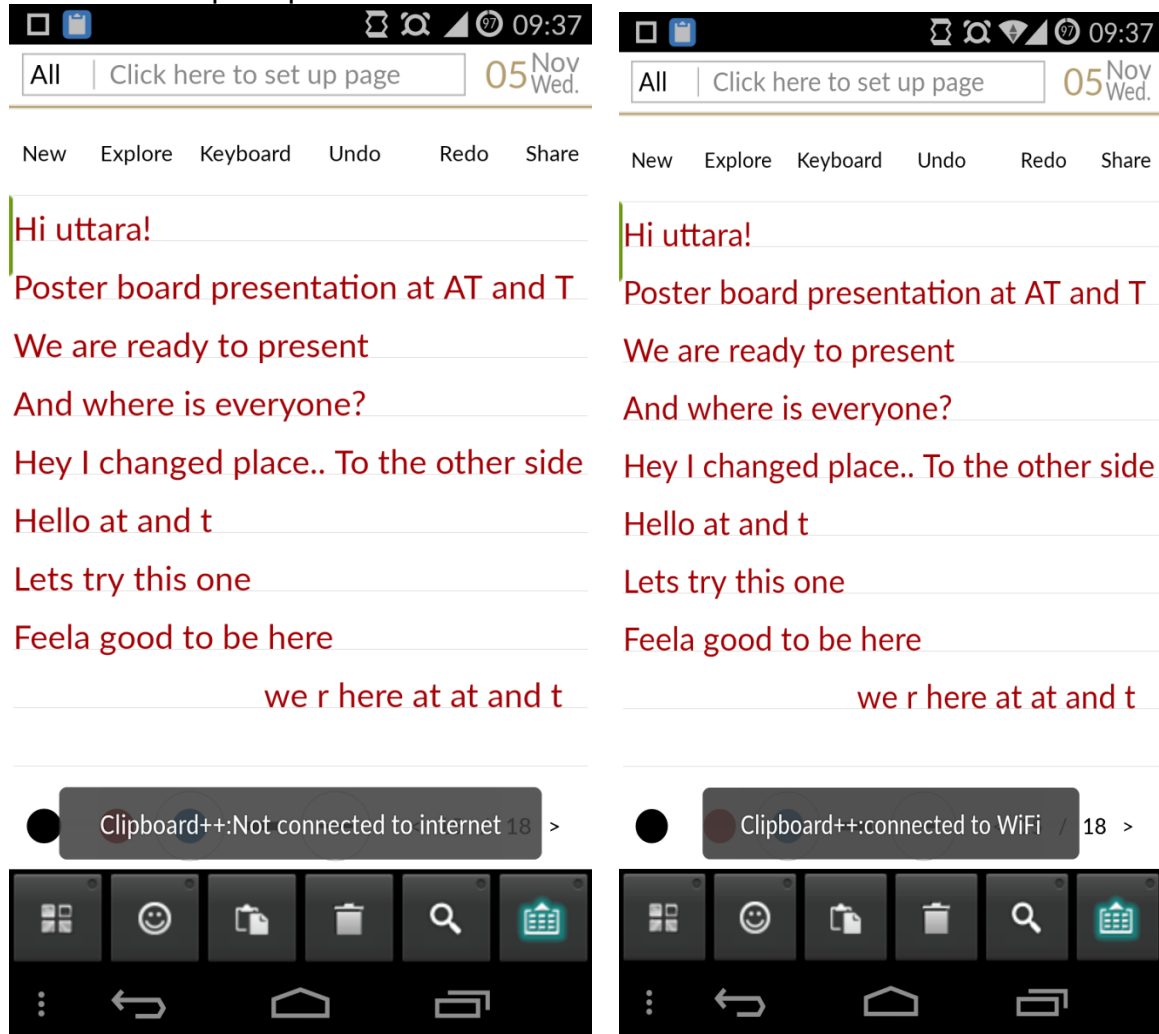 97 09:37
All Click here to set up page 05 Nov Wed.
New Explore Keyboard Undo Redo Share
Hi uttara!
Poster board presentation at AT and T
We are ready to present
And where is everyone?
Hey I changed place.. To the other side
Hello at and t
Lets try this one
Feela good to be here
we r here at at and t
Clipboard++:Not connected to internet 18 >
97 09:37
All Click here to set up page 05 Nov Wed.
New Explore Keyboard Undo Redo Share
Hi uttara!
Poster board presentation at AT and T
We are ready to present
And where is everyone?
Hey I changed place.. To the other side
Hello at and t
Lets try this one
Feela good to be here
we r here at at and t
Clipboard++:connected to WiFi / 18 >